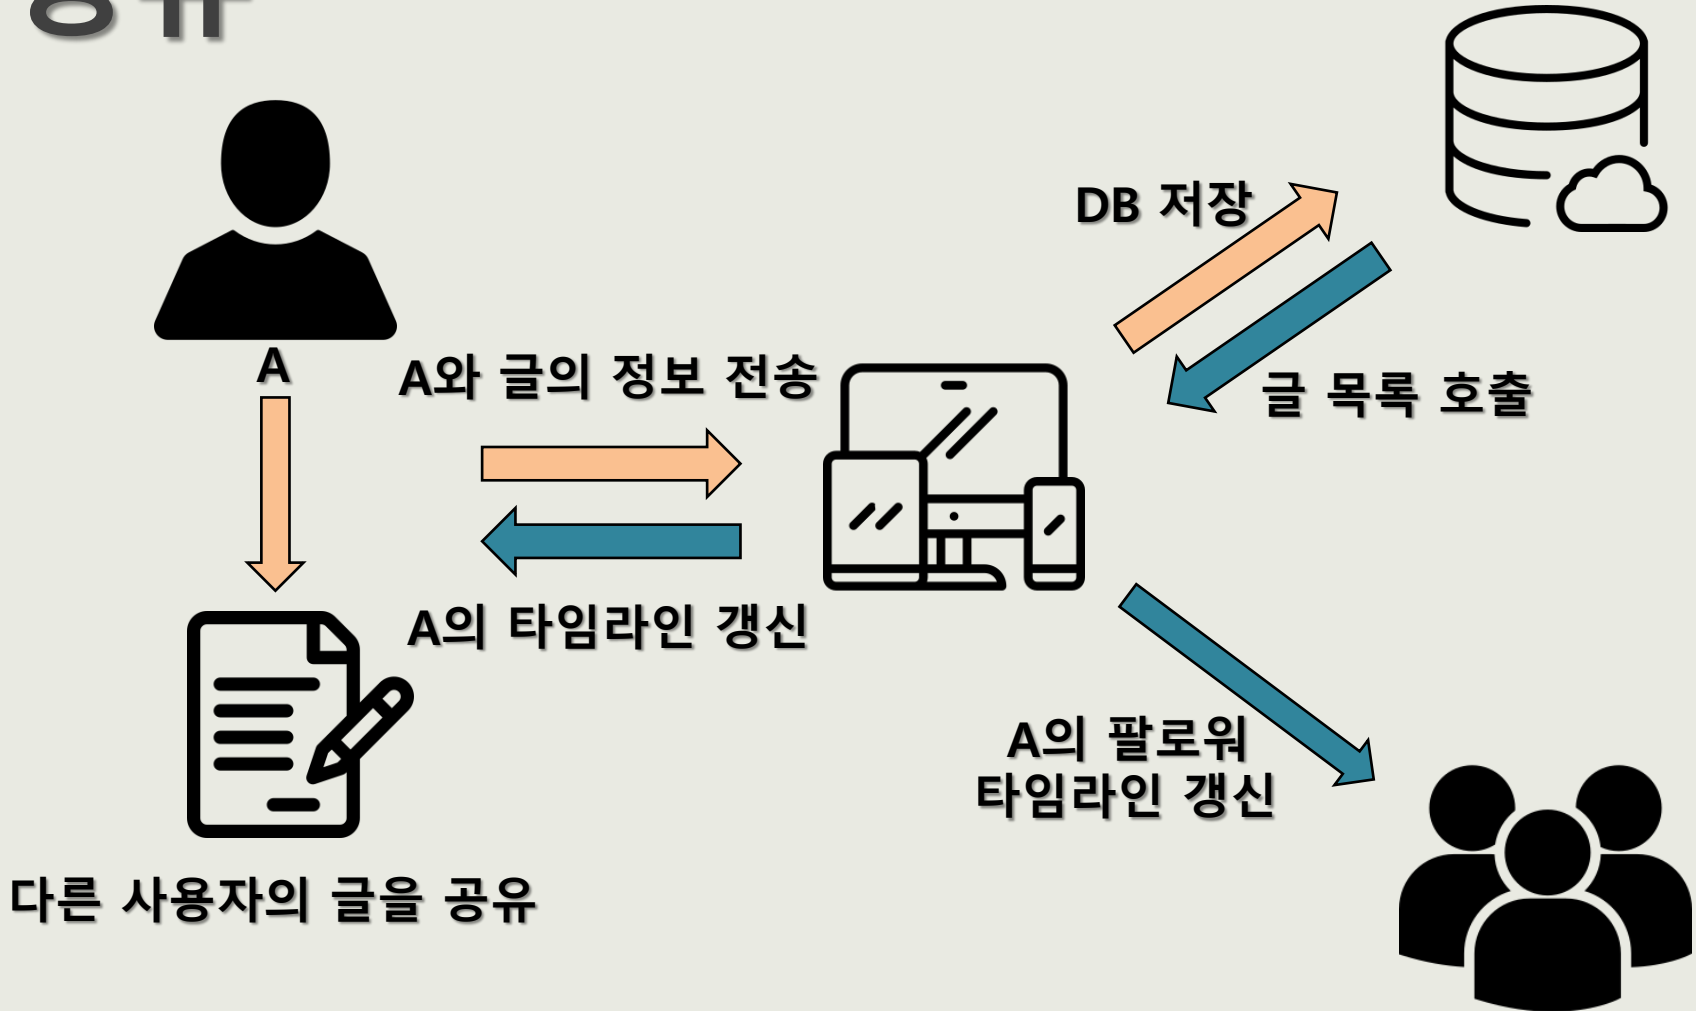 DB 저장
A
A와 글의 정보 전송
글 목록 호출
A의 타임라인 갱신
A의 팔로워
타임라인 갱신
다른 사용자의 글을 공유